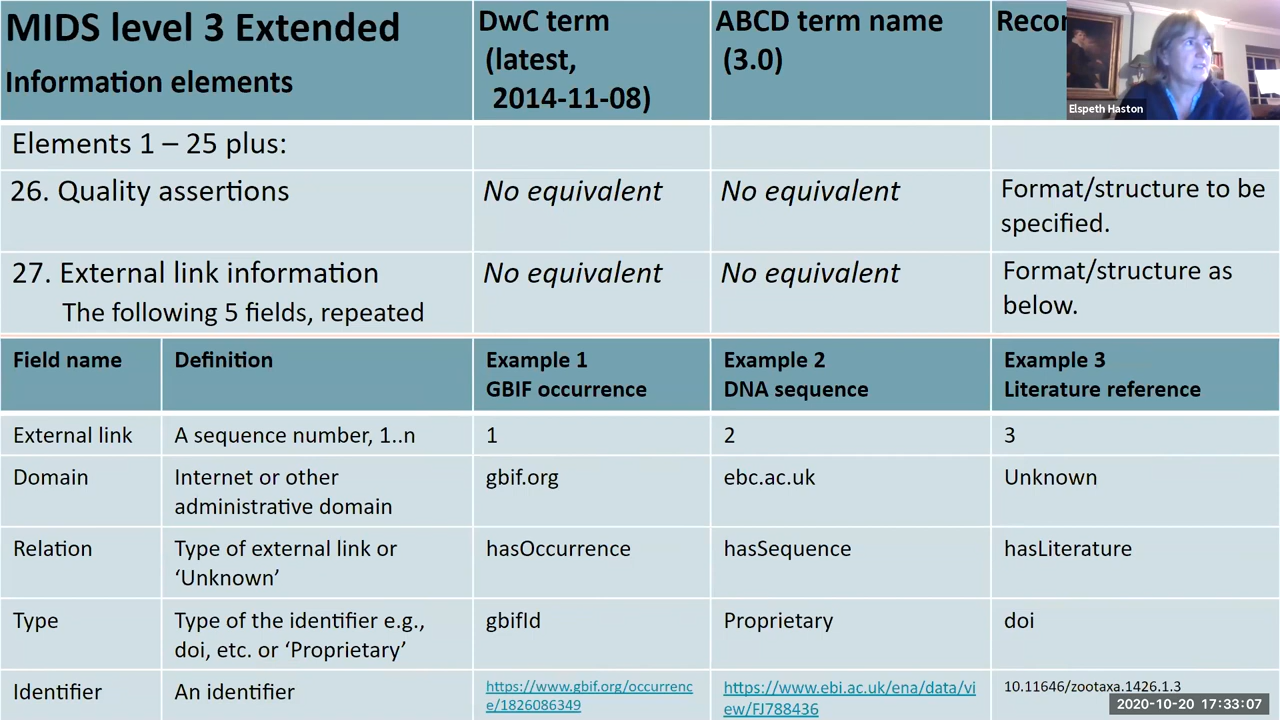 MIDS level 3 Extended
Information elements
DwC term
(latest,
2014-11-08)
ABCD term name
(3.0)
Elspeth Haston
Elements 1 – 25 plus:
26. Quality assertions
No equivalent
No equivalent
Format/structure to be
specified.
27. External link information
The following 5 fields, repeated
No equivalent
No equivalent
Format/structure as
below.
Field name
Definition
Example 1
GBIF occurrence
Example 2
DNA sequence
Example 3
Literature reference
External link
A sequence number, 1..n
1
2
3
Domain
Internet or other
administrative domain
gbif.org
ebc.ac.uk
Unknown
Relation
Type of external link or
‘Unknown’
hasOccurrence
hasSequence
hasLiterature
Type
Type of the identifier e.g.,
doi, etc. or ‘Proprietary’
gbifId
Proprietary
doi
Identifier
An identifier
https://www.gbif.org/occurrenc
e/1826086349
https://www.ebi.ac.uk/ena/data/vi
ew/FJ788436
10.11646/zootaxa.1426.1.3
2020-10-20 17:33:07